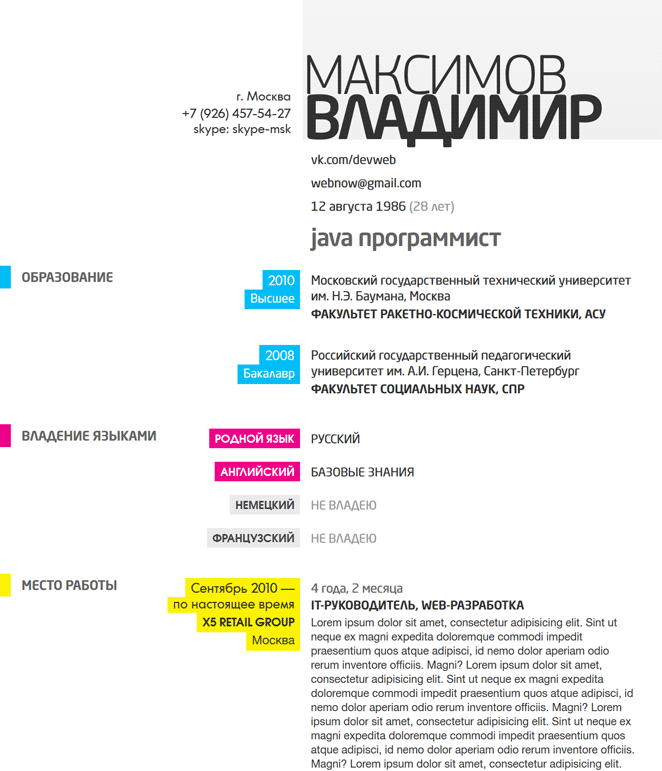 МАКСИМОВ
ВЛАДИМИР
г. Москва
+7 (926) 457-54-27
skype: skype-msk
vk.com/devweb
webnow@gmail.com
12 августа 1986 (28 лет)
java программист
ОБРАЗОВАНИЕ
2010
Высшее
Московский государственный технический университет
им. Н.Э. Баумана, Москва
ФАКУЛЬТЕТ РАКЕТНО-КОСМИЧЕСКОЙ ТЕХНИКИ, АСУ
2008
Бакалавр
Российский государственный педагогический
университет им. А.И. Герцена, Санкт-Петербург
ФАКУЛЬТЕТ СОЦИАЛЬНЫХ НАУК, СПР
ВЛАДЕНИЕ ЯЗЫКАМИ
РОДНОЙ ЯЗЫК
РУССКИЙ
АНГЛИЙСКИЙ
БАЗОВЫЕ ЗНАНИЯ
НЕМЕЦКИЙ
НЕ ВЛАДЕЮ
ФРАНЦУЗСКИЙ
НЕ ВЛАДЕЮ
МЕСТО РАБОТЫ
Сентябрь 2010 —
по настоящее время
X5 RETAIL GROUP
Москва
4 года, 2 месяца
IT-РУКОВОДИТЕЛЬ, WEB-РАЗРАБОТКА
Lorem ipsum dolor sit amet, consectetur adipisicing elit. Sint ut
neque ex magni expedita doloremque commodi impedit
praesentium quos atque adipisci, id nemo dolor aperiam odio
rerum inventore officiis. Magni? Lorem ipsum dolor sit amet,
consectetur adipisicing elit. Sint ut neque ex magni expedita
doloremque commodi impedit praesentium quos atque adipisci, id
nemo dolor aperiam odio rerum inventore officiis. Magni? Lorem
ipsum dolor sit amet, consectetur adipisicing elit. Sint ut neque ex
magni expedita doloremque commodi impedit praesentium quos
atque adipisci, id nemo dolor aperiam odio rerum inventore officiis.
Magni? Lorem ipsum dolor sit amet, consectetur adipisicing elit.